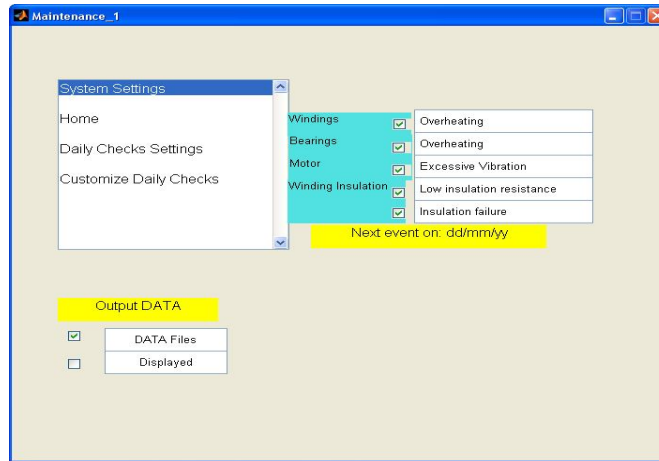 Maintenance_1
System Settings
Home
Daily Checks Settings
Customize Daily Checks
Windings
Overheating
Bearings
Overheating
Motor
Excessive Vibration
Winding Insulation
Low insulation resistance
Insulation failure
Next event on: dd/mm/yy
Output DATA
DATA Files
Displayed